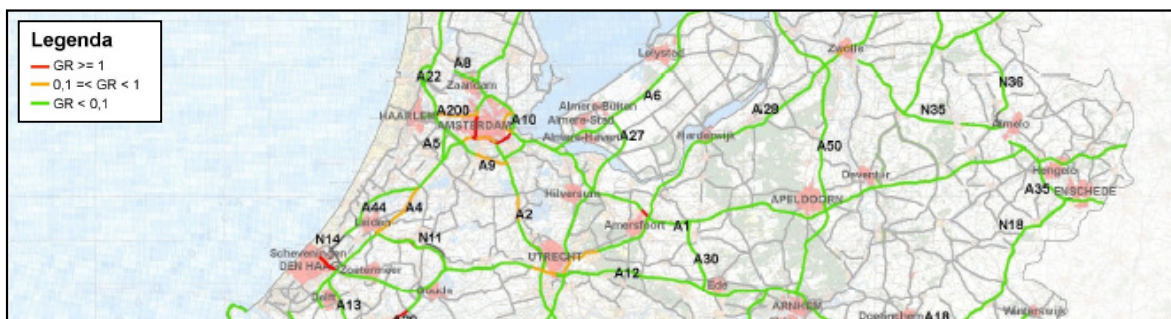 Legenda
GR >= 1
0,1 =< GR < 1
GR < 0,1
Lelystad
Zwolle
A8
A22
Zaandam
A6
A28
N36
A200
HAARLEM
AMSTERDAM
A10
Almere-Buiten
Almere-Stad
Almere-Haven
A27
Harderwijk
N35
Almelo
A5
A9
A50
Deventer
Hengelo
A35
ENSCHEDE
Hilversum
APELDOORN
A44
A4
Leiden
A2
Amersfoort
A1
N18
N14
N11
Scheveningen
DEN HAAG
Zoetermeer
UTRECHT
A12
A30
Ede
Gouda
Delft
A13
ARNHEM
Doetinchem
A18
Winterswijk